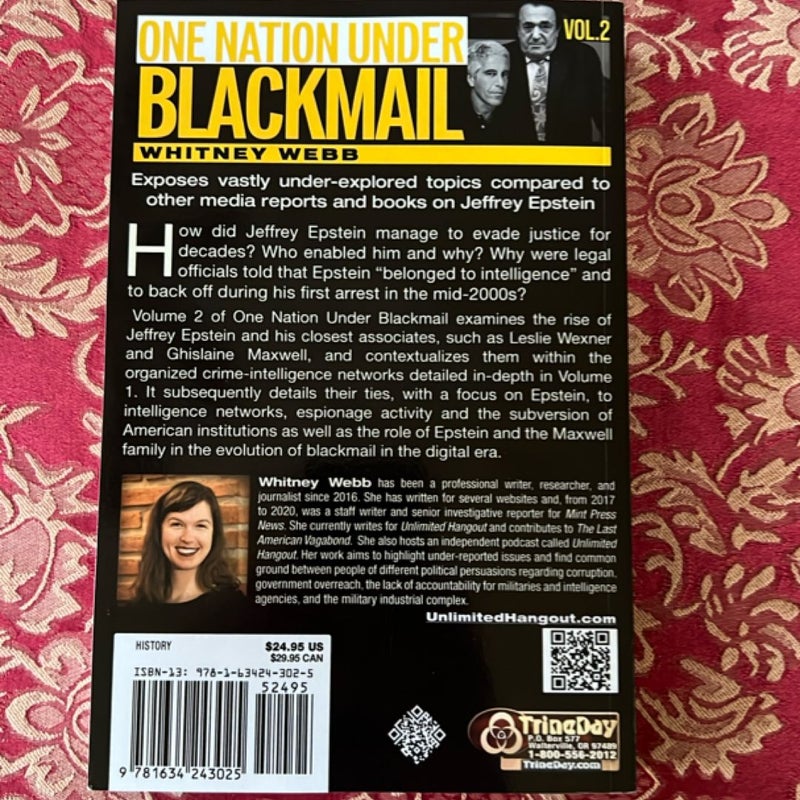 ONE NATION UNDER
VOL.2
BLACKMAIL
WHITNEY WEBB
Exposes vastly under-explored topics compared to
other media reports and books on Jeffrey Epstein
How did Jeffrey Epstein manage to evade justice for
decades? Who enabled him and why? Why were legal
officials told that Epstein “belonged to intelligence” and
to back off during his first arrest in the mid-2000s?
Volume 2 of One Nation Under Blackmail examines the rise of
Jeffrey Epstein and his closest associates, such as Leslie Wexner
and Ghislaine Maxwell, and contextualizes them within the
organized crime-intelligence networks detailed in-depth in Volume
1. It subsequently details their ties, with a focus on Epstein, to
intelligence networks, espionage activity and the subversion of
American institutions as well as the role of Epstein and the Maxwell
family in the evolution of blackmail in the digital era.
Whitney Webb has been a professional writer, researcher, and
journalist since 2016. She has written for several websites and, from 2017
to 2020, was a staff writer and senior investigative reporter for Mint Press
News. She currently writes for Unlimited Hangout and contributes to The Last
American Vagabond. She also hosts an independent podcast called Unlimited
Hangout. Her work aims to highlight under-reported issues and find common
ground between people of different political persuasions regarding corruption,
government overreach, the lack of accountability for militaries and intelligence
agencies, and the military industrial complex.
UnlimitedHangout.com
HISTORY
$24.95 US
$29.95 CAN
ISBN-13: 978-1-63424-302-5
52495
9 781634 243025
TrineDay
P.O. Box 577
Walterville, OR 97489
1-800-556-2012
TrineDay.com